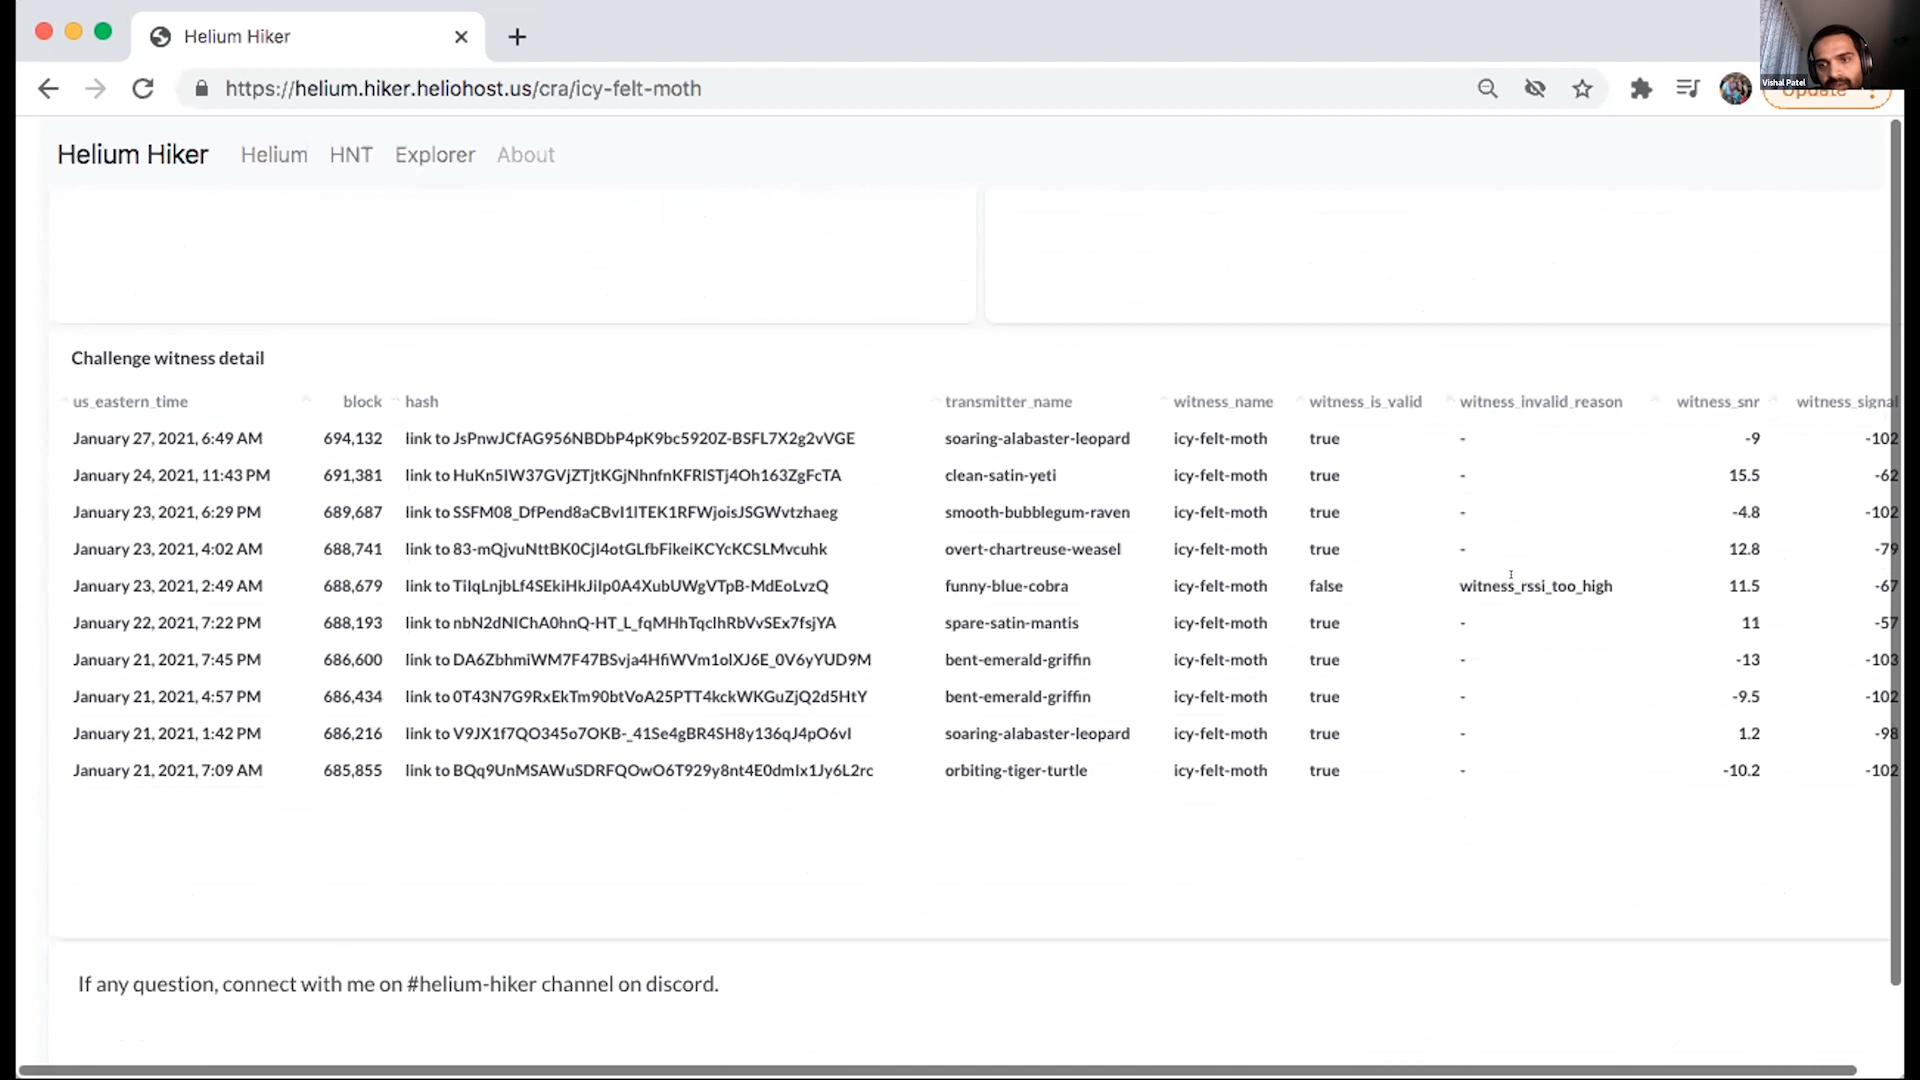 Helium Hiker
https://helium.hiker.heliohost.us/cra/icy-felt-moth
Update
Vishal Patel
Helium Hiker Helium HNT Explorer About
Challenge witness detail
us_eastern_time block hash transmitter_name witness_name witness_is_valid witness_invalid_reason witness_snr witness_signal
January 27, 2021, 6:49 AM 694,132 link to JsPnwJCfAG956NBDbP4pK9bc5920Z-BSFL7X2g2vVGE soaring-alabaster-leopard icy-felt-moth true - -9 -102
January 24, 2021, 11:43 PM 691,381 link to HuKn5IW37GVjZTjtKGjNhnfnKFRlSTj4Oh163ZgFcTA clean-satin-yeti icy-felt-moth true - 15.5 -62
January 23, 2021, 6:29 PM 689,687 link to SSFM08_DfPend8aCBvI1lTEK1RFWjoisJSGWvtzhaeg smooth-bubblegum-raven icy-felt-moth true - -4.8 -102
January 23, 2021, 4:02 AM 688,741 link to 83-mQjvuNttBK0CjI4otGLfbFikeiKCYcKCSLMvcuhk overt-chartreuse-weasel icy-felt-moth true - 12.8 -79
January 23, 2021, 2:49 AM 688,679 link to TilqLnjbLf4SEkiHkJiIp0A4XubUWgVTpB-MdEoLvzQ funny-blue-cobra icy-felt-moth false witness_rssi_too_high 11.5 -67
January 22, 2021, 7:22 PM 688,193 link to nbN2dNIChA0hnQ-HT_L_fqMHhTqclhRbVvSEx7fsjYA spare-satin-mantis icy-felt-moth true - 11 -57
January 21, 2021, 7:45 PM 686,600 link to DA6ZbhmiWM7F47BSvja4HfiWVm1olXJ6E_0V6yYUD9M bent-emerald-griffin icy-felt-moth true - -13 -103
January 21, 2021, 4:57 PM 686,434 link to 0T43N7G9RxEkTm90btVoA25PTT4kckWKGuZjQ2d5HtY bent-emerald-griffin icy-felt-moth true - -9.5 -102
January 21, 2021, 1:42 PM 686,216 link to V9JX1f7QO345o7OKB-_41Se4gBR4SH8y136qJ4pO6vI soaring-alabaster-leopard icy-felt-moth true - 1.2 -98
January 21, 2021, 7:09 AM 685,855 link to BQq9UnMSAWuSDRFQOwO6T929y8nt4E0dmIx1Jy6L2rc orbiting-tiger-turtle icy-felt-moth true - -10.2 -102
If any question, connect with me on #helium-hiker channel on discord.